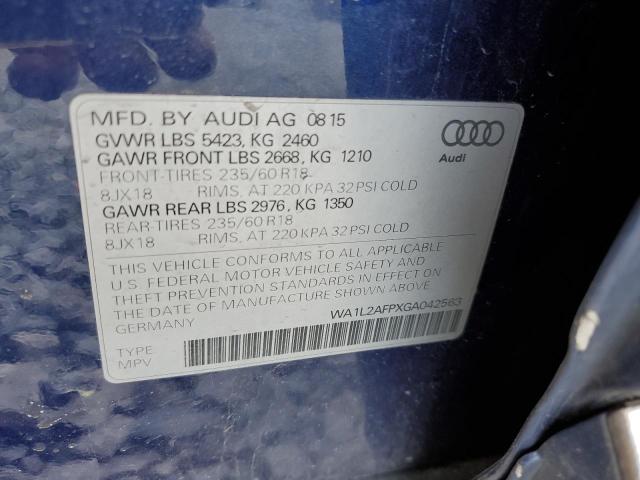 MFD. BY AUDI AG 08 15
GVWR LBS 5423, KG 2460
GAWR FRONT LBS 2668, KG 1210
FRONT-TIRES 235/60 R18
8JX18 RIMS, AT 220 KPA 32 PSI COLD
GAWR REAR LBS 2976, KG 1350
REAR-TIRES 235/60 R18
8JX18 RIMS, AT 220 KPA 32 PSI COLD
Audi
THIS VEHICLE CONFORMS TO ALL APPLICABLE
U.S. FEDERAL MOTOR VEHICLE SAFETY AND
THEFT PREVENTION STANDARDS IN EFFECT ON
THE DATE OF MANUFACTURE SHOWN ABOVE.
GERMANY
WA1L2AFPXGA042563
TYPE
MPV